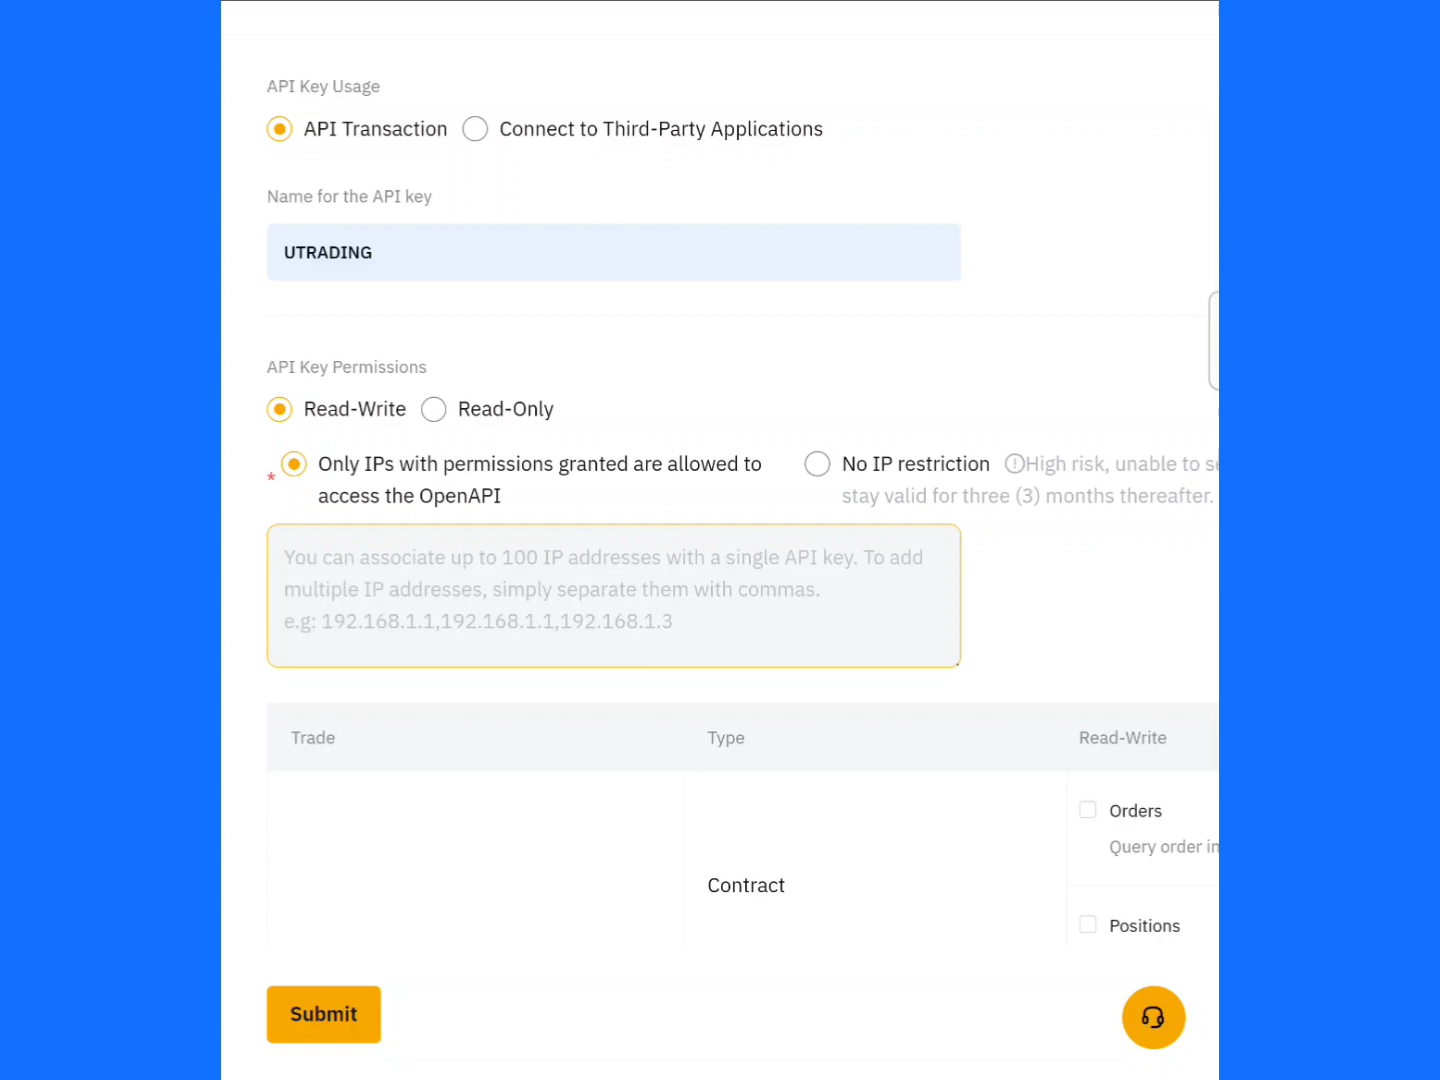 API Key Usage
API Transaction Connect to Third-Party Applications
Name for the API key
UTRADING
API Key Permissions
Read-Write Read-Only
* Only IPs with permissions granted are allowed to access the OpenAPI
No IP restriction High risk, unable to
stay valid for three (3) months thereafter.
You can associate up to 100 IP addresses with a single API key. To add
multiple IP addresses, simply separate them with commas.
e.g: 192.168.1.1,192.168.1.1,192.168.1.3
Trade Type Read-Write
Orders
Query order
Contract
Positions
Submit